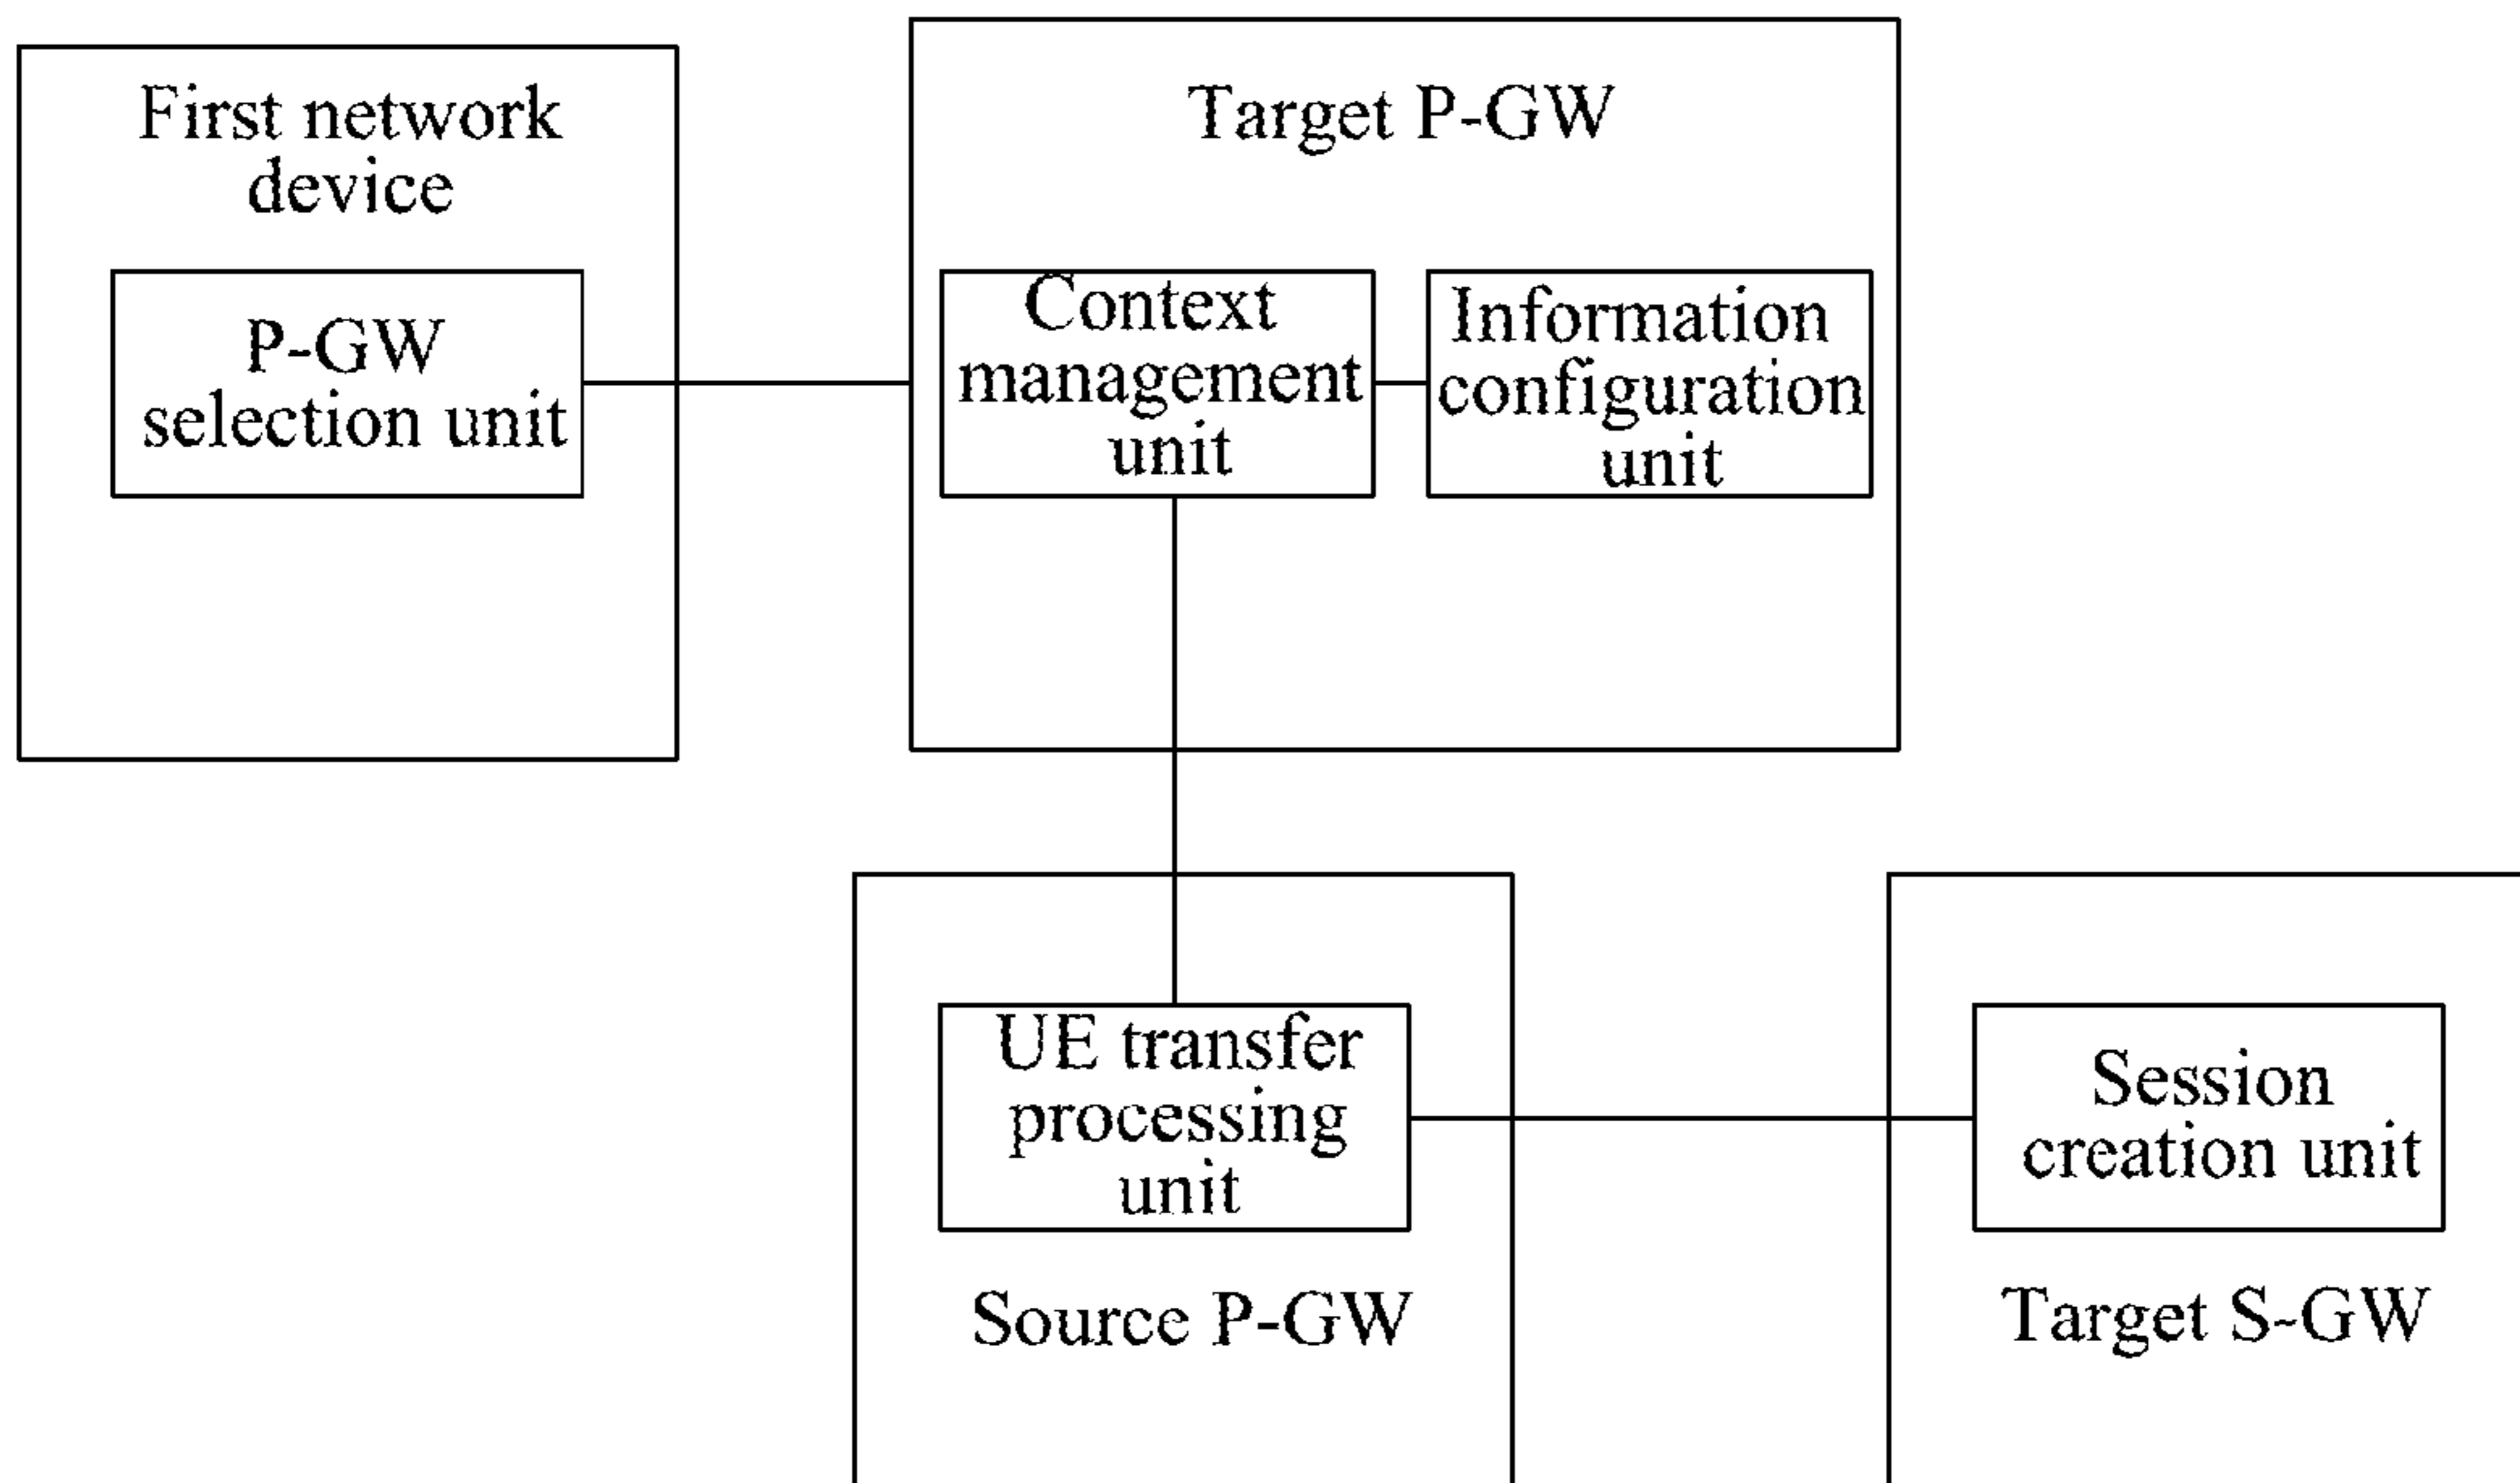 First network
device
P-GW
selection unit
Target P-GW
Context
management
unit
Information
configuration
unit
UE transfer
processing
unit
Source P-GW
Session
creation unit
Target S-GW